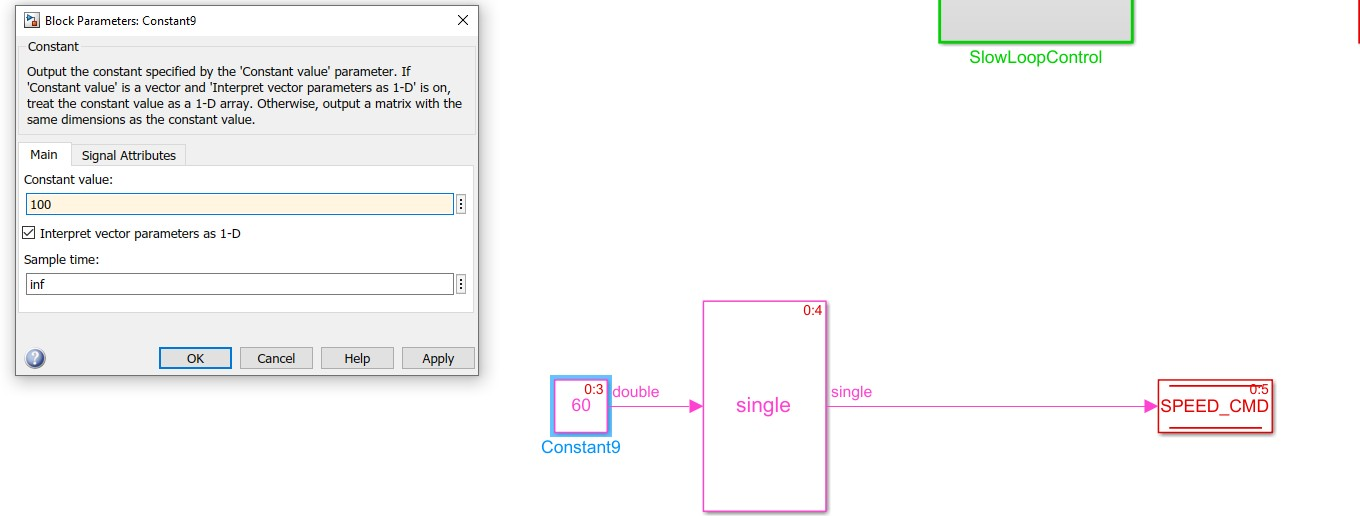 Block Parameters: Constant9
Constant
Output the constant specified by the 'Constant value' parameter. If
'Constant value' is a vector and 'Interpret vector parameters as 1-D' is on,
treat the constant value as a 1-D array. Otherwise, output a matrix with the
same dimensions as the constant value.
Main
Signal Attributes
Constant value:
100
Interpret vector parameters as 1-D
Sample time:
inf
?
OK
Cancel
Help
Apply
SlowLoopControl
0:3
60
Constant9
double
0:4
single
single
0:5
SPEED_CMD